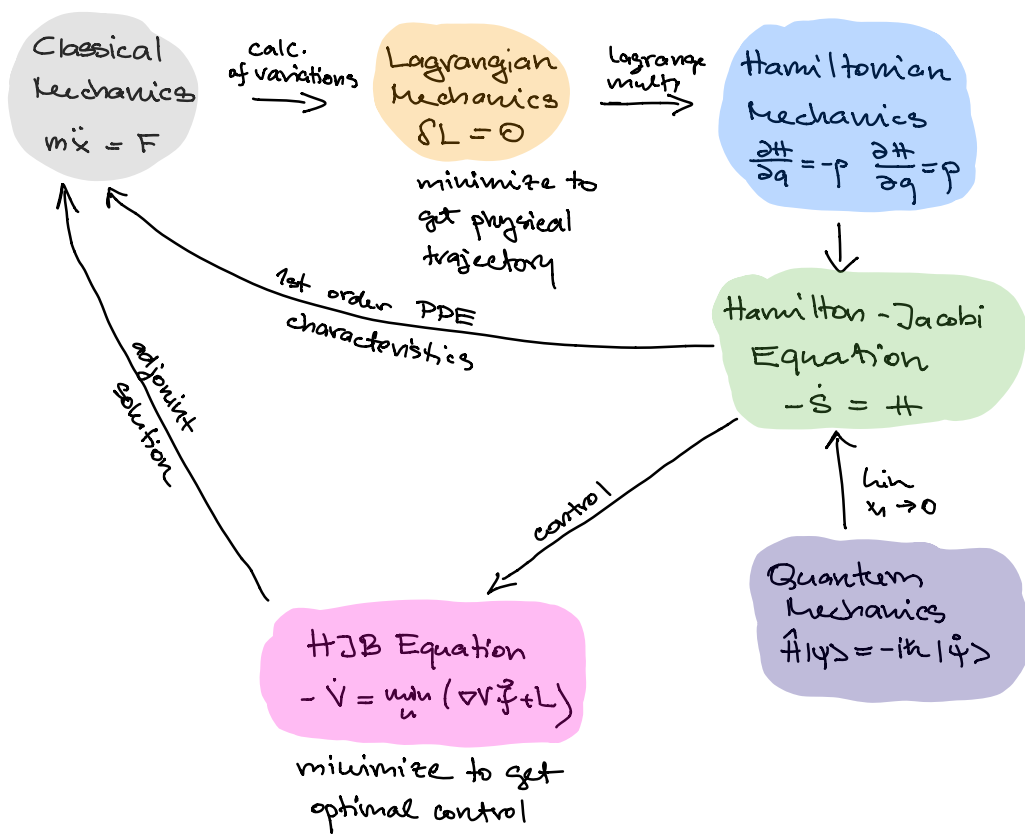 Classical
Mechanics
mẍ = F
calc.
of variations
Lagrangian
Mechanics
δL = 0
minimize to
get physical
trajectory
Lagrange
mult.
Hamiltonian
Mechanics
∂H/∂q = -p ∂H/∂q = p
Hamilton-Jacobi
Equation
-Ṡ = H
1st order PDE
characteristics
adjoint
solution
control
lim
ħ → 0
Quantum
Mechanics
Ĥ|ψ> = -iħ|ψ̇>
HJB Equation
-V̇ = min_u (∇V f⃗ + L)
minimize to get
optimal control